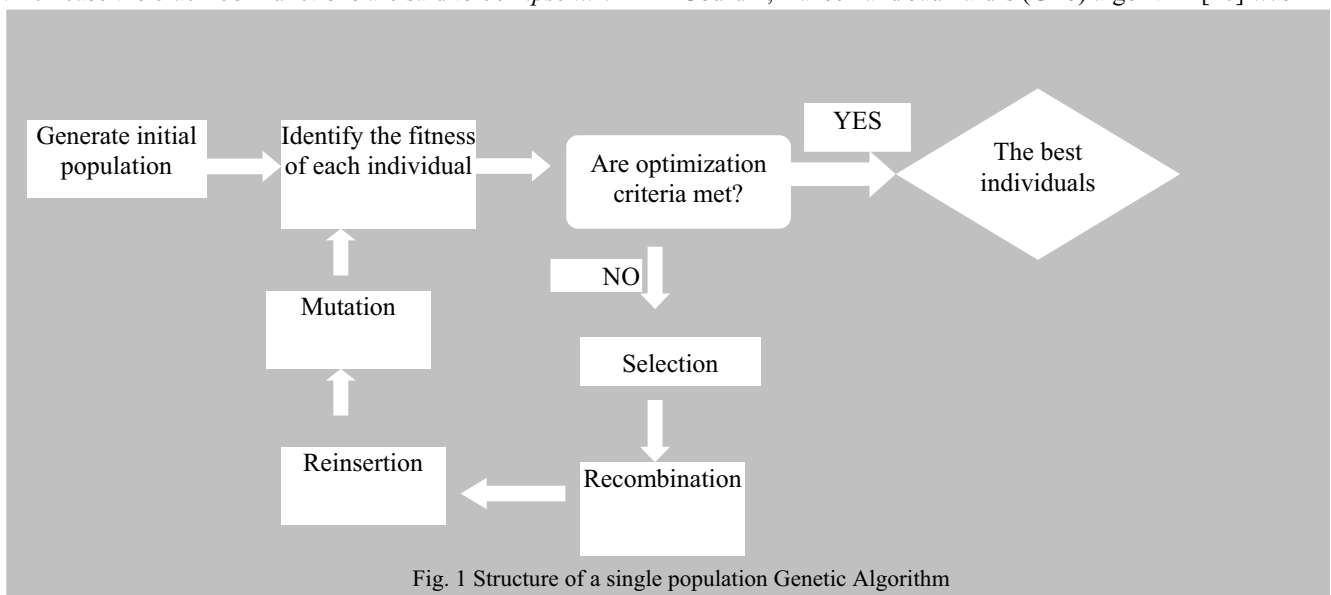 Generate initial
population
Identify the fitness
of each individual
Are optimization
criteria met?
YES
The best
individuals
NO
Selection
Recombination
Reinsertion
Mutation
Fig. 1 Structure of a single population Genetic Algorithm